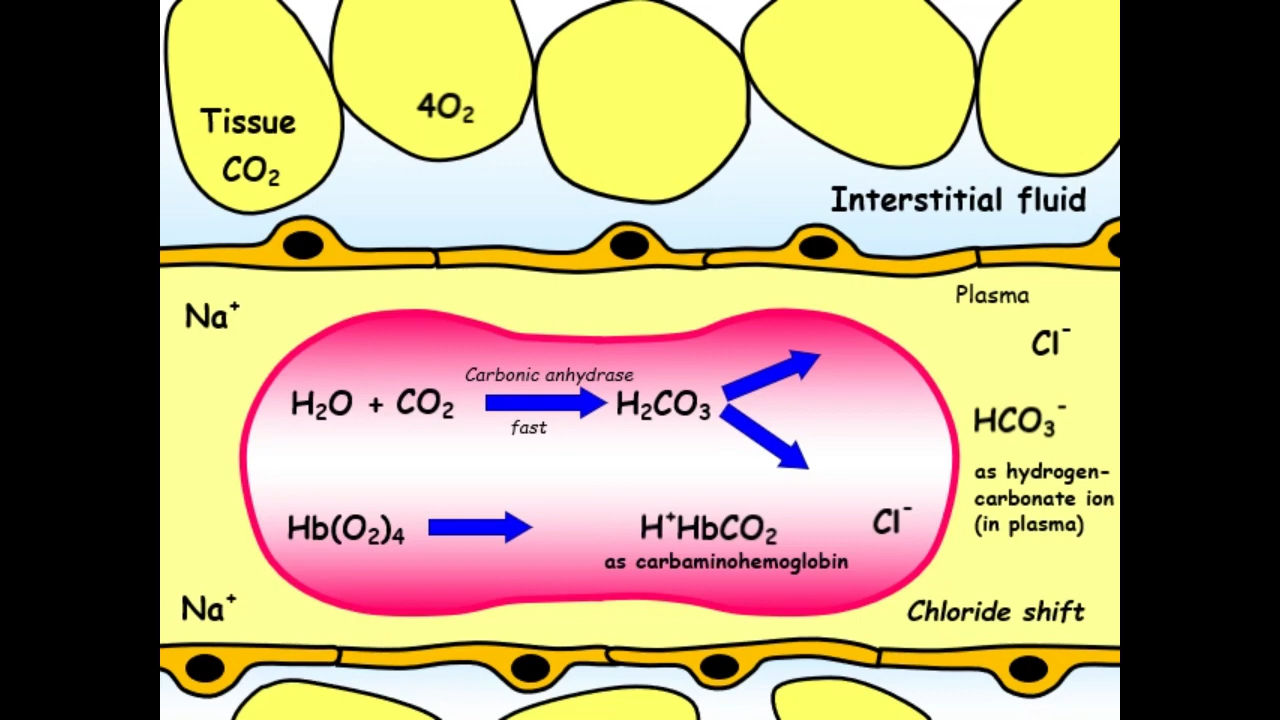 Tissue
CO₂
4O₂
Interstitial fluid
Plasma
Na⁺
Cl⁻
Carbonic anhydrase
H₂O + CO₂
H₂CO₃
fast
HCO₃⁻
as hydrogen-
carbonate ion
(in plasma)
Hb(O₂)₄
H⁺HbCO₂
Cl⁻
as carbaminohemoglobin
Na⁺
Chloride shift